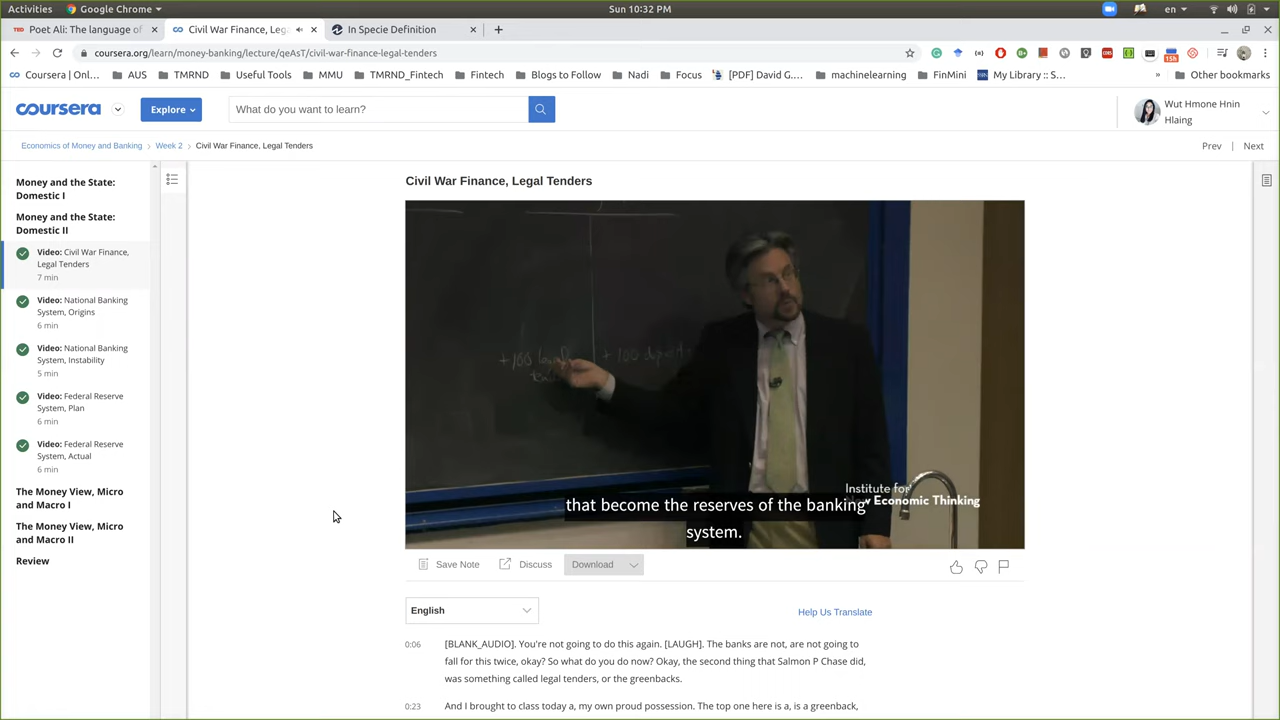 Activities Google Chrome Sun 10:32 PM en
Poet Ali: The language of Civil War Finance, Leg In Specie Definition
coursera.org/learn/money-banking/lecture/qeAsT/civil-war-finance-legal-tenders
15h
Coursera | Onl… AUS TMRND Useful Tools MMU TMRND_Fintech Fintech Blogs to Follow Nadi Focus [PDF] David G.… machinelearning FinMini My Library :: S… » Other bookmarks
coursera Explore What do you want to learn? Wut Hmone Hnin
Hlaing
Economics of Money and Banking Week 2 Civil War Finance, Legal Tenders Prev Next
Money and the State:
Domestic I
Money and the State:
Domestic II
Video: Civil War Finance,
Legal Tenders
7 min
Video: National Banking
System, Origins
6 min
Video: National Banking
System, Instability
5 min
Video: Federal Reserve
System, Plan
6 min
Video: Federal Reserve
System, Actual
6 min
The Money View, Micro
and Macro I
The Money View, Micro
and Macro II
Review
Civil War Finance, Legal Tenders
+100
+100
Institute for
Economic Thinking
that become the reserves of the banking
system.
Save Note Discuss Download
English Help Us Translate
0:06 [BLANK_AUDIO]. You're not going to do this again. [LAUGH]. The banks are not, are not going to
fall for this twice, okay? So what do you do now? Okay, the second thing that Salmon P Chase did,
was something called legal tenders, or the greenbacks.
0:23 And I brought to class today a, my own proud possession. The top one here is a, is a greenback,